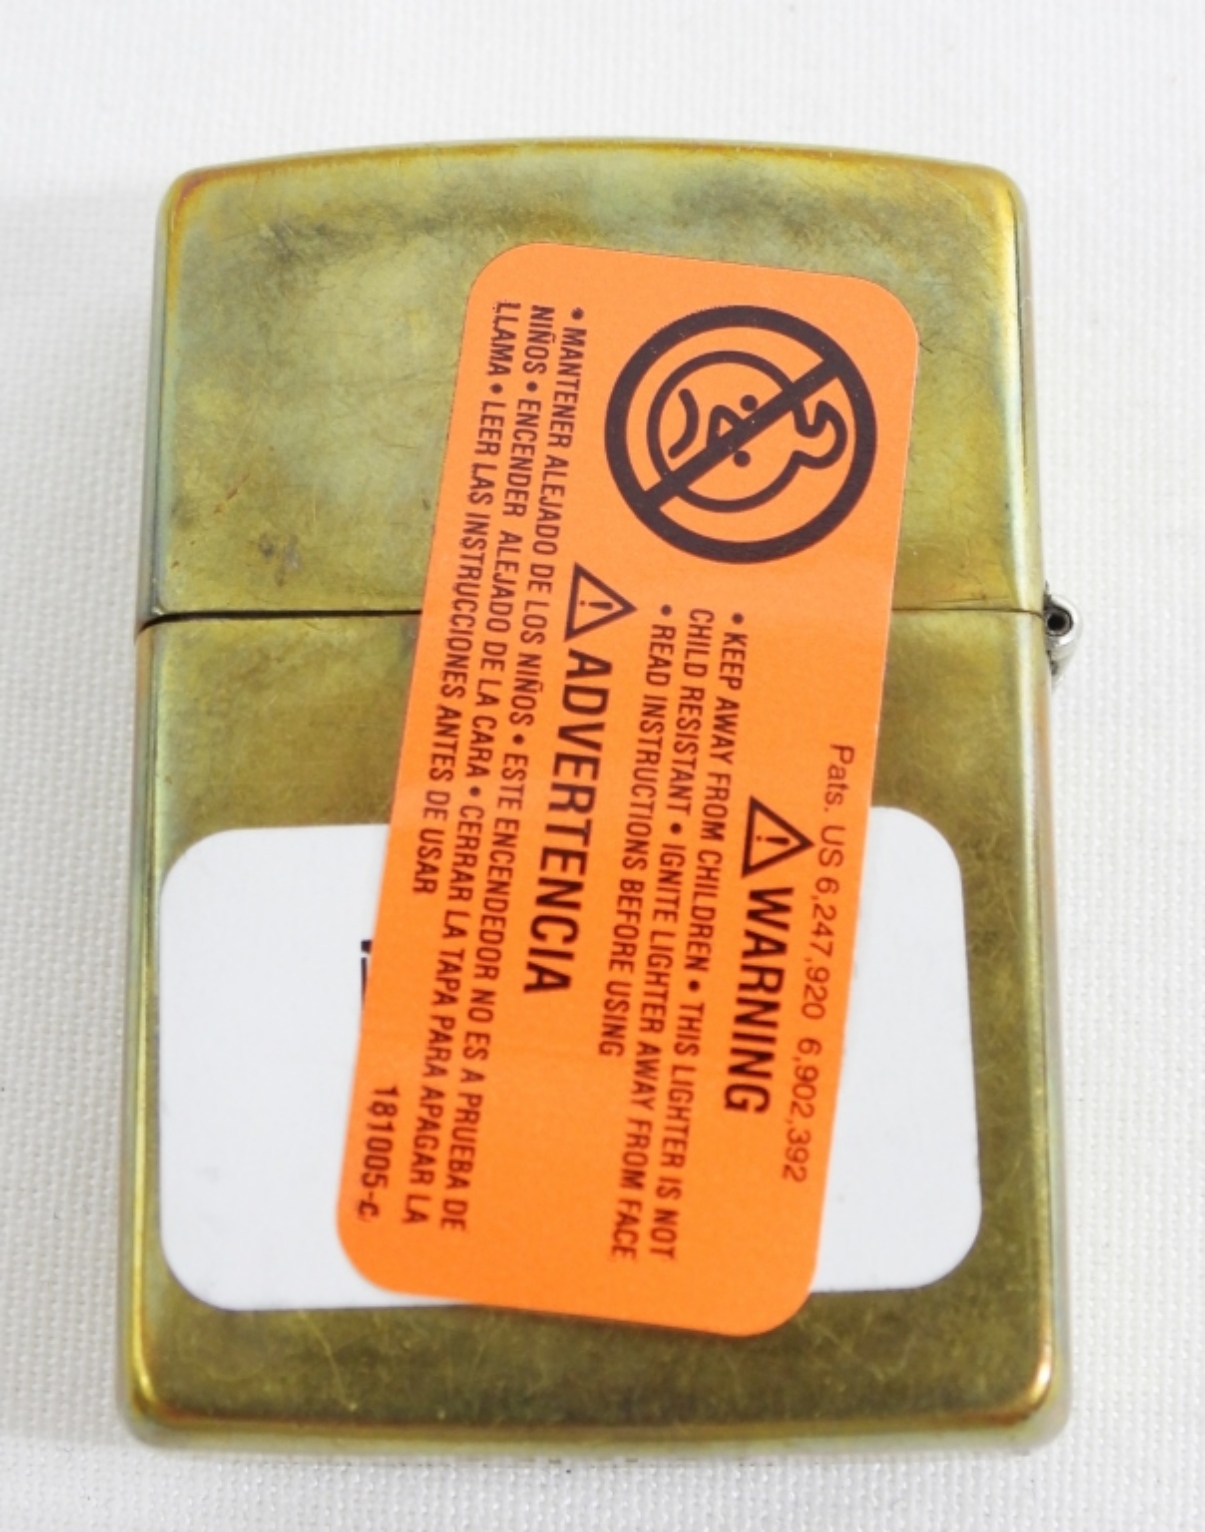 Pats. US 6,247,920 6,902,392
WARNING
• KEEP AWAY FROM CHILDREN • THIS LIGHTER IS NOT
CHILD RESISTANT • IGNITE LIGHTER AWAY FROM FACE
• READ INSTRUCTIONS BEFORE USING
ADVERTENCIA
• MANTENER ALEJADO DE LOS NIÑOS • ESTE ENCENDEDOR NO ES A PRUEBA DE
NIÑOS • ENCENDER ALEJADO DE LA CARA • CERRAR LA TAPA PARA APAGAR LA
LLAMA • LEER LAS INSTRUCCIONES ANTES DE USAR
181005-C